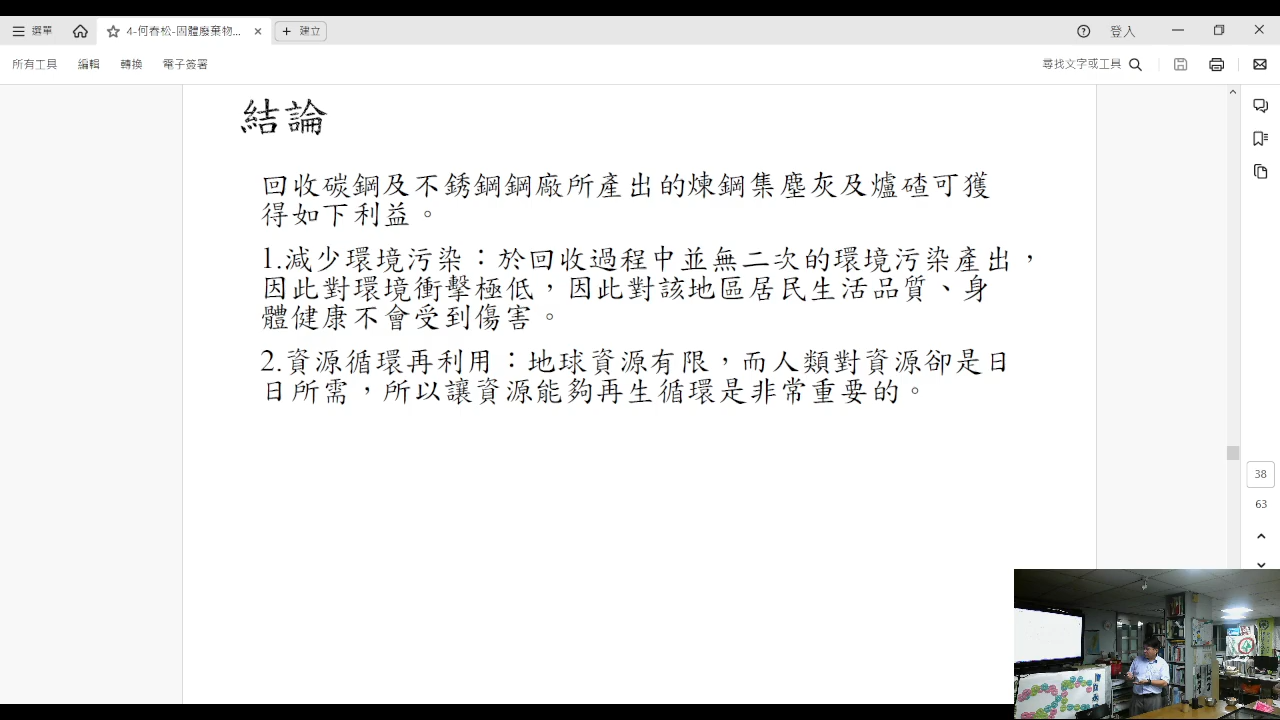 選單
4-何春松-固體廢棄物...
建立
登入
所有工具
編輯
轉換
電子簽署
尋找文字或工具
結論
回收碳鋼及不銹鋼鋼廠所產出的煉鋼集塵灰及爐碴可獲
得如下利益。
1.減少環境污染：於回收過程中並無二次的環境污染產出，
因此對環境衝擊極低，因此對該地區居民生活品質、身
體健康不會受到傷害。
2.資源循環再利用：地球資源有限，而人類對資源卻是日
日所需，所以讓資源能夠再生循環是非常重要的。
38
63